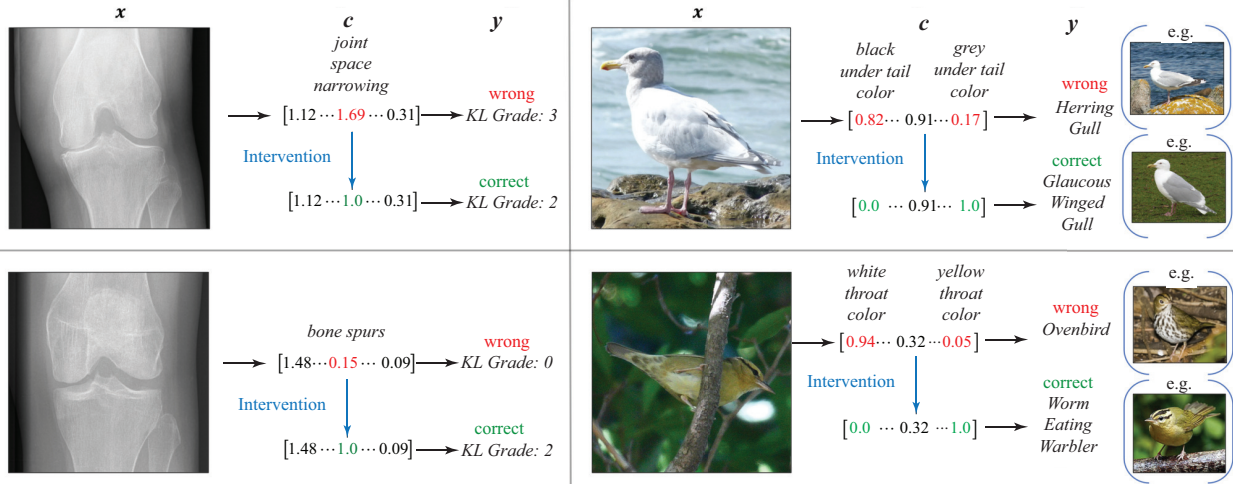 x
c
y
joint
space
narrowing
[1.12 ⋯ 1.69 ⋯ 0.31]
wrong
KL Grade: 3
Intervention
[1.12 ⋯ 1.0 ⋯ 0.31]
correct
KL Grade: 2
x
c
y
black
under tail
color
grey
under tail
color
[0.82 ⋯ 0.91 ⋯ 0.17]
wrong
Herring
Gull
e.g.
Intervention
[0.0 ⋯ 0.91 ⋯ 1.0]
correct
Glaucous
Winged
Gull
e.g.
bone spurs
[1.48 ⋯ 0.15 ⋯ 0.09]
wrong
KL Grade: 0
Intervention
[1.48 ⋯ 1.0 ⋯ 0.09]
correct
KL Grade: 2
white
throat
color
yellow
throat
color
[0.94 ⋯ 0.32 ⋯ 0.05]
wrong
Ovenbird
e.g.
Intervention
[0.0 ⋯ 0.32 ⋯ 1.0]
correct
Worm
Eating
Warbler
e.g.